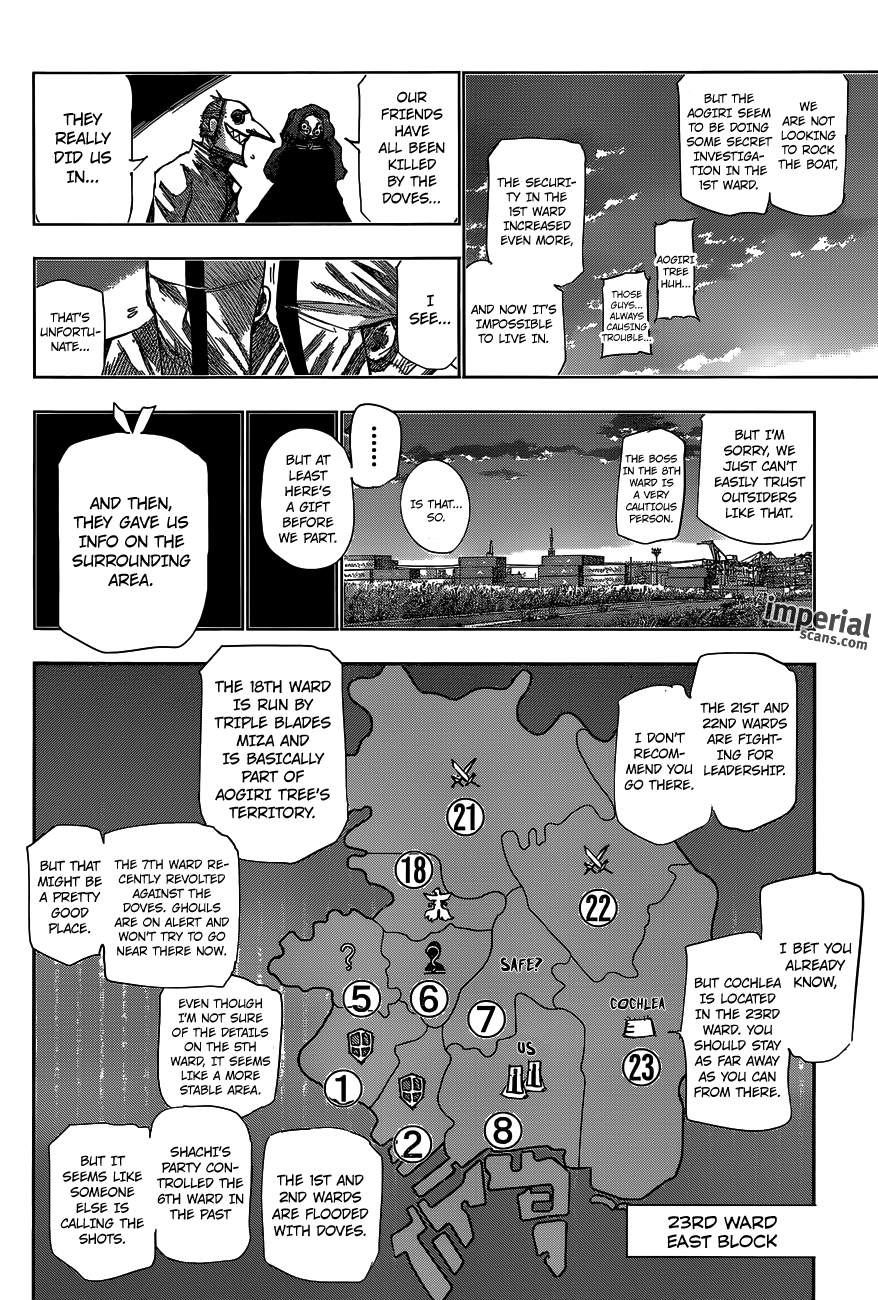 WE
ARE NOT
LOOKING
TO ROCK
THE BOAT,
BUT THE
AOGIRI SEEM
TO BE DOING
SOME SECRET
INVESTIGA-
TION IN THE
1ST WARD.
AOGIRI
TREE
HUH...
THOSE
GUYS...
ALWAYS
CAUSING
TROUBLE...
THE SECURI-
TY IN THE
1ST WARD
INCREASED
EVEN MORE,
AND NOW IT'S
IMPOSSIBLE
TO LIVE IN.
OUR
FRIENDS
HAVE
ALL BEEN
KILLED
BY THE
DOVES...
THEY
REALLY
DID US
IN...
I
SEE...
THAT'S
UNFORTU-
NATE...
BUT I'M
SORRY, WE
JUST CAN'T
EASILY TRUST
OUTSIDERS
LIKE THAT.
THE BOSS
IN THE 8TH
WARD IS
A VERY
CAUTIOUS
PERSON.
IS THAT...
SO.
.....
BUT AT
LEAST
HERE'S
A GIFT
BEFORE
WE PART.
AND THEN,
THEY GAVE US
INFO ON THE
SURROUNDING
AREA.
imperial
scans.com
THE 21ST AND
22ND WARDS
ARE FIGHT-
ING FOR
LEADERSHIP.
I DON'T
RECOM-
MEND YOU
GO THERE.
THE 18TH WARD
IS RUN BY
TRIPLE BLADES
MIZA AND
IS BASICALLY
PART OF
AOGIRI TREE'S
TERRITORY.
I BET YOU
ALREADY
KNOW,
BUT COCHLEA
IS LOCATED
IN THE 23RD
WARD. YOU
SHOULD STAY
AS FAR AWAY
AS YOU CAN
FROM THERE.
THE 7TH WARD RE-
CENTLY REVOLTED
AGAINST THE
DOVES. GHOULS
ARE ON ALERT AND
WON'T TRY TO GO
NEAR THERE NOW.
BUT THAT
MIGHT BE
A PRETTY
GOOD
PLACE.
EVEN THOUGH
I'M NOT SURE
OF THE DETAILS
ON THE 5TH
WARD, IT SEEMS
LIKE A MORE
STABLE AREA.
THE 1ST AND
2ND WARDS
ARE FLOODED
WITH DOVES.
SHACHI'S
PARTY CON-
TROLLED THE
6TH WARD IN
THE PAST
BUT IT
SEEMS LIKE
SOMEONE
ELSE IS
CALLING THE
SHOTS.
21
18
22
?
5
6
SAFE?
7
COCHLEA
23
1
2
US
8
23RD WARD
EAST BLOCK